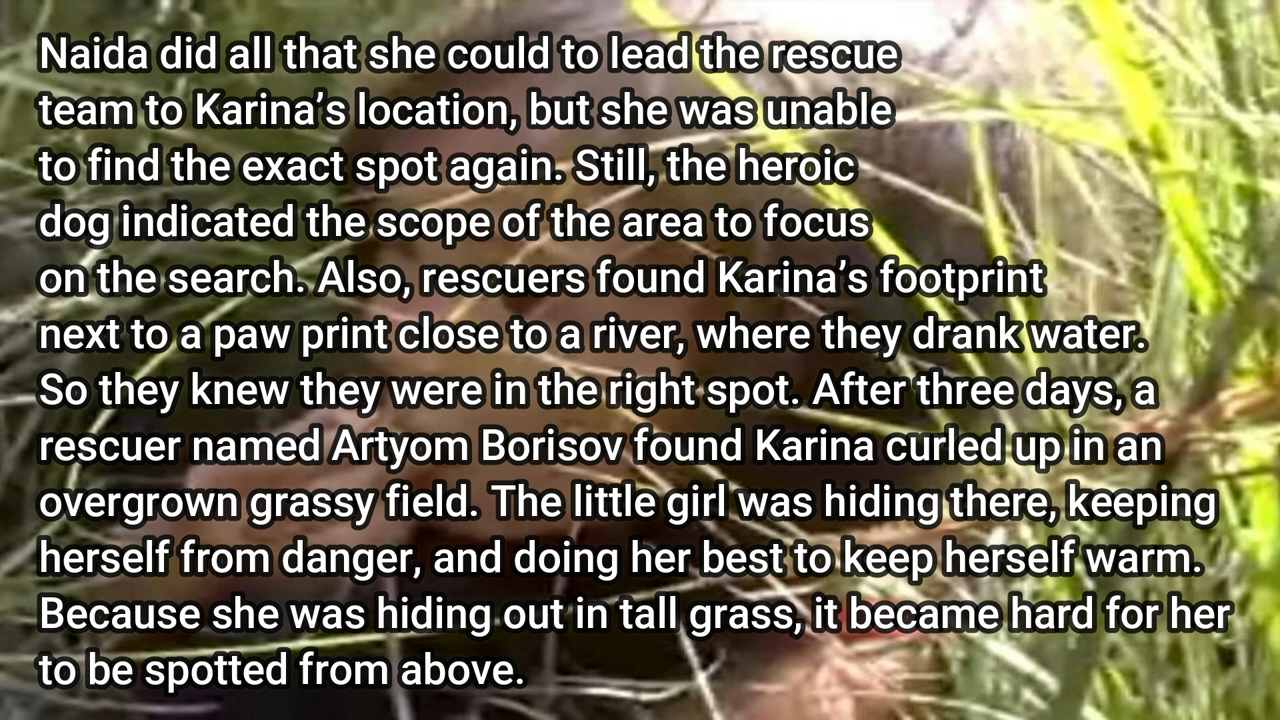 Naida did all that she could to lead the rescue
team to Karina’s location, but she was unable
to find the exact spot again. Still, the heroic
dog indicated the scope of the area to focus
on the search. Also, rescuers found Karina’s footprint
next to a paw print close to a river, where they drank water.
So they knew they were in the right spot. After three days, a
rescuer named Artyom Borisov found Karina curled up in an
overgrown grassy field. The little girl was hiding there, keeping
herself from danger, and doing her best to keep herself warm.
Because she was hiding out in tall grass, it became hard for her
to be spotted from above.